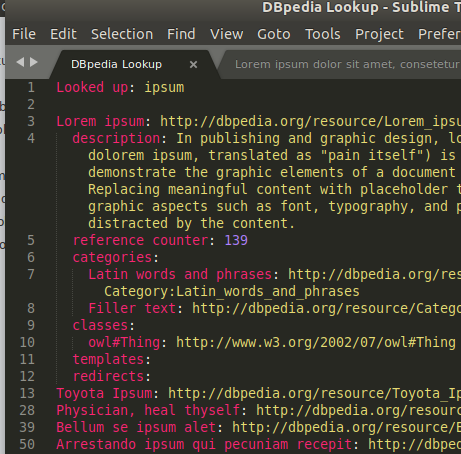 DBpedia Lookup - Sublime T
File Edit Selection Find View Goto Tools Project Prefer
DBpedia Lookup × Lorem ipsum dolor sit amet, consetetur
1 Looked up: ipsum
2
3 Lorem ipsum: http://dbpedia.org/resource/Lorem_ipsu
4 description: In publishing and graphic design, lo
dolorem ipsum, translated as "pain itself") is
demonstrate the graphic elements of a document
Replacing meaningful content with placeholder t
graphic aspects such as font, typography, and p
distracted by the content.
5 reference counter: 139
6 categories:
7 Latin words and phrases: http://dbpedia.org/res
Category:Latin_words_and_phrases
8 Filler text: http://dbpedia.org/resource/Catego
9 classes:
10 owl#Thing: http://www.w3.org/2002/07/owl#Thing
11 templates:
12 redirects:
13 Toyota Ipsum: http://dbpedia.org/resource/Toyota_Ip
28 Physician, heal thyself: http://dbpedia.org/resourc
39 Bellum se ipsum alet: http://dbpedia.org/resource/B
50 Arrestando ipsum qui pecuniam recepit: http://dbped